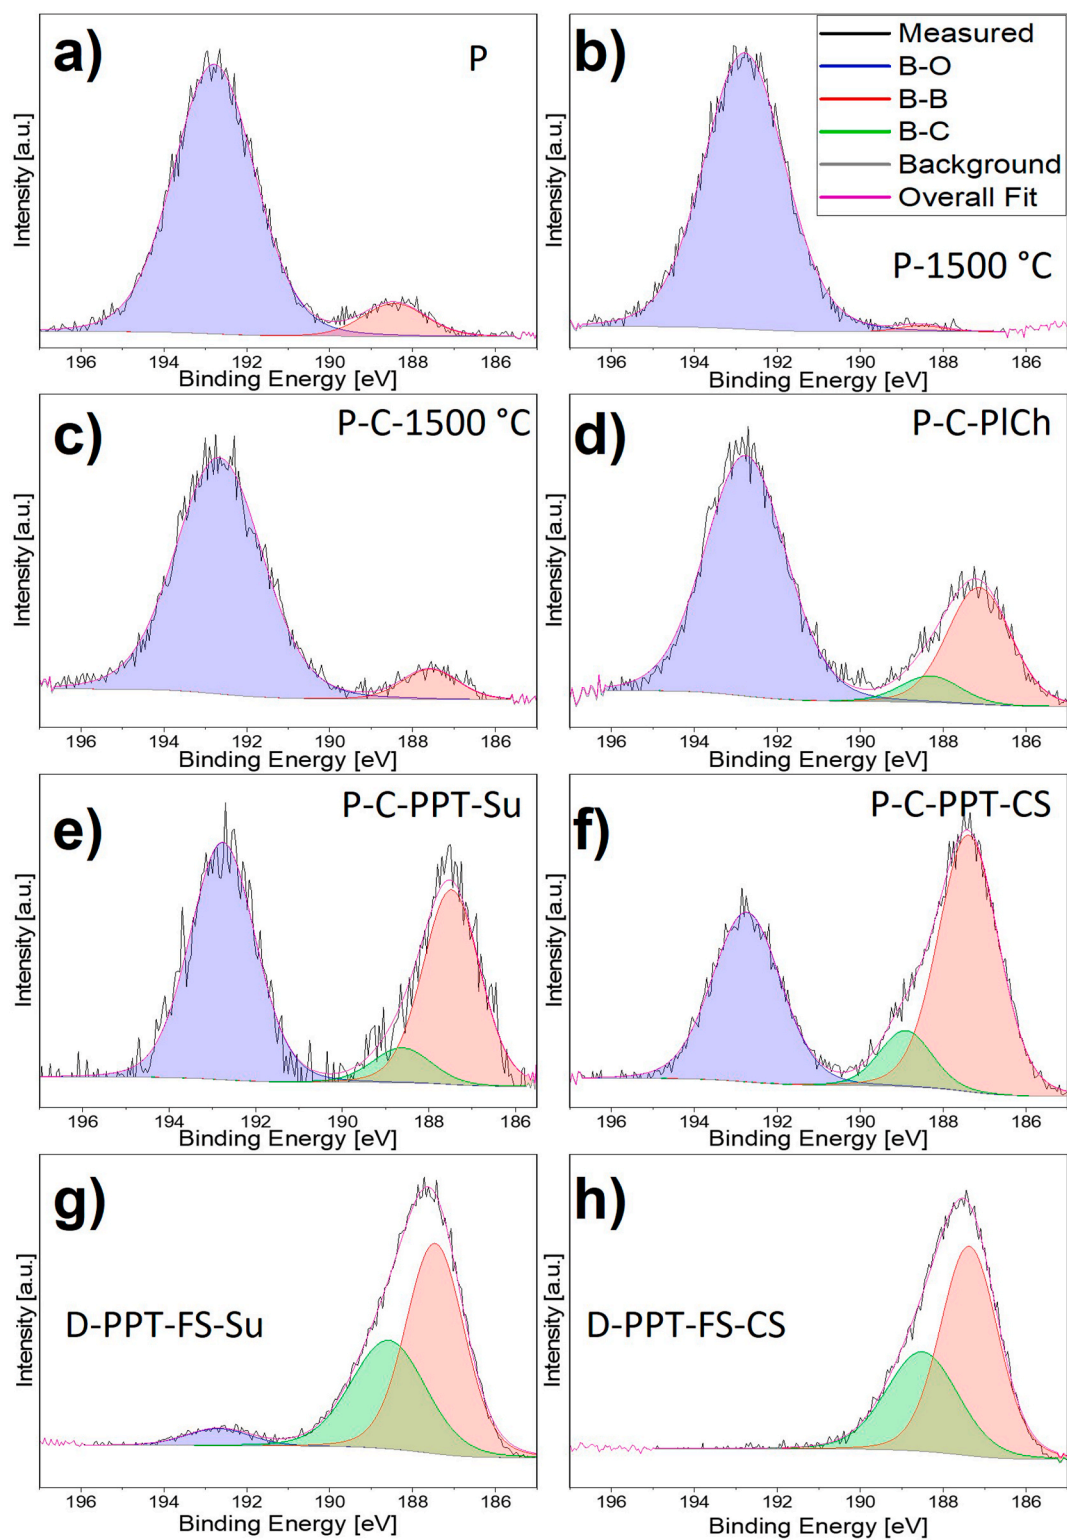 a)
P
Intensity [a.u.]
196 194 192 190 188 186
Binding Energy [eV]
b)
Measured
B-O
B-B
B-C
Background
Overall Fit
P-1500 °C
Intensity [a.u.]
196 194 192 190 188 186
Binding Energy [eV]
c)
P-C-1500 °C
Intensity [a.u.]
196 194 192 190 188 186
Binding Energy [eV]
d)
P-C-PlCh
Intensity [a.u.]
196 194 192 190 188 186
Binding Energy [eV]
e)
P-C-PPT-Su
Intensity [a.u.]
196 194 192 190 188 186
Binding Energy [eV]
f)
P-C-PPT-CS
Intensity [a.u.]
196 194 192 190 188 186
Binding Energy [eV]
g)
D-PPT-FS-Su
Intensity [a.u.]
196 194 192 190 188 186
Binding Energy [eV]
h)
D-PPT-FS-CS
Intensity [a.u.]
196 194 192 190 188 186
Binding Energy [eV]